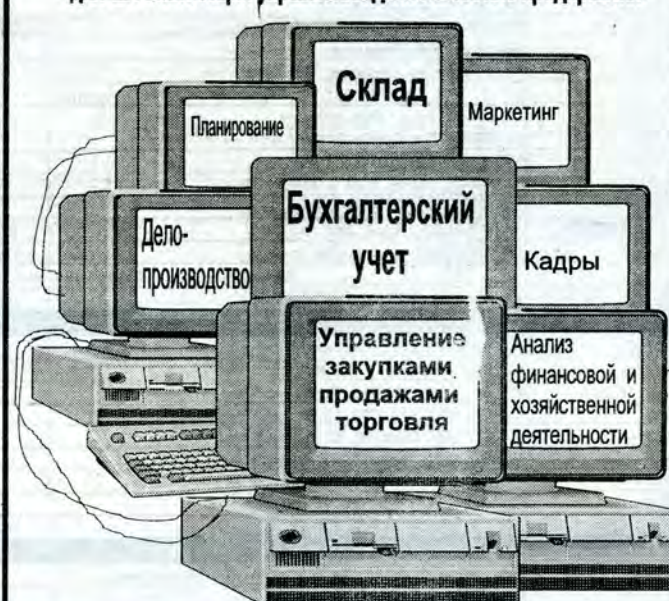 Склад
Маркетинг
Планирование
Бухгалтерский
учет
Дело-
производство
Кадры
Управление
закупками
продажами
торговля
Анализ
финансовой и
хозяйственной
деятельности